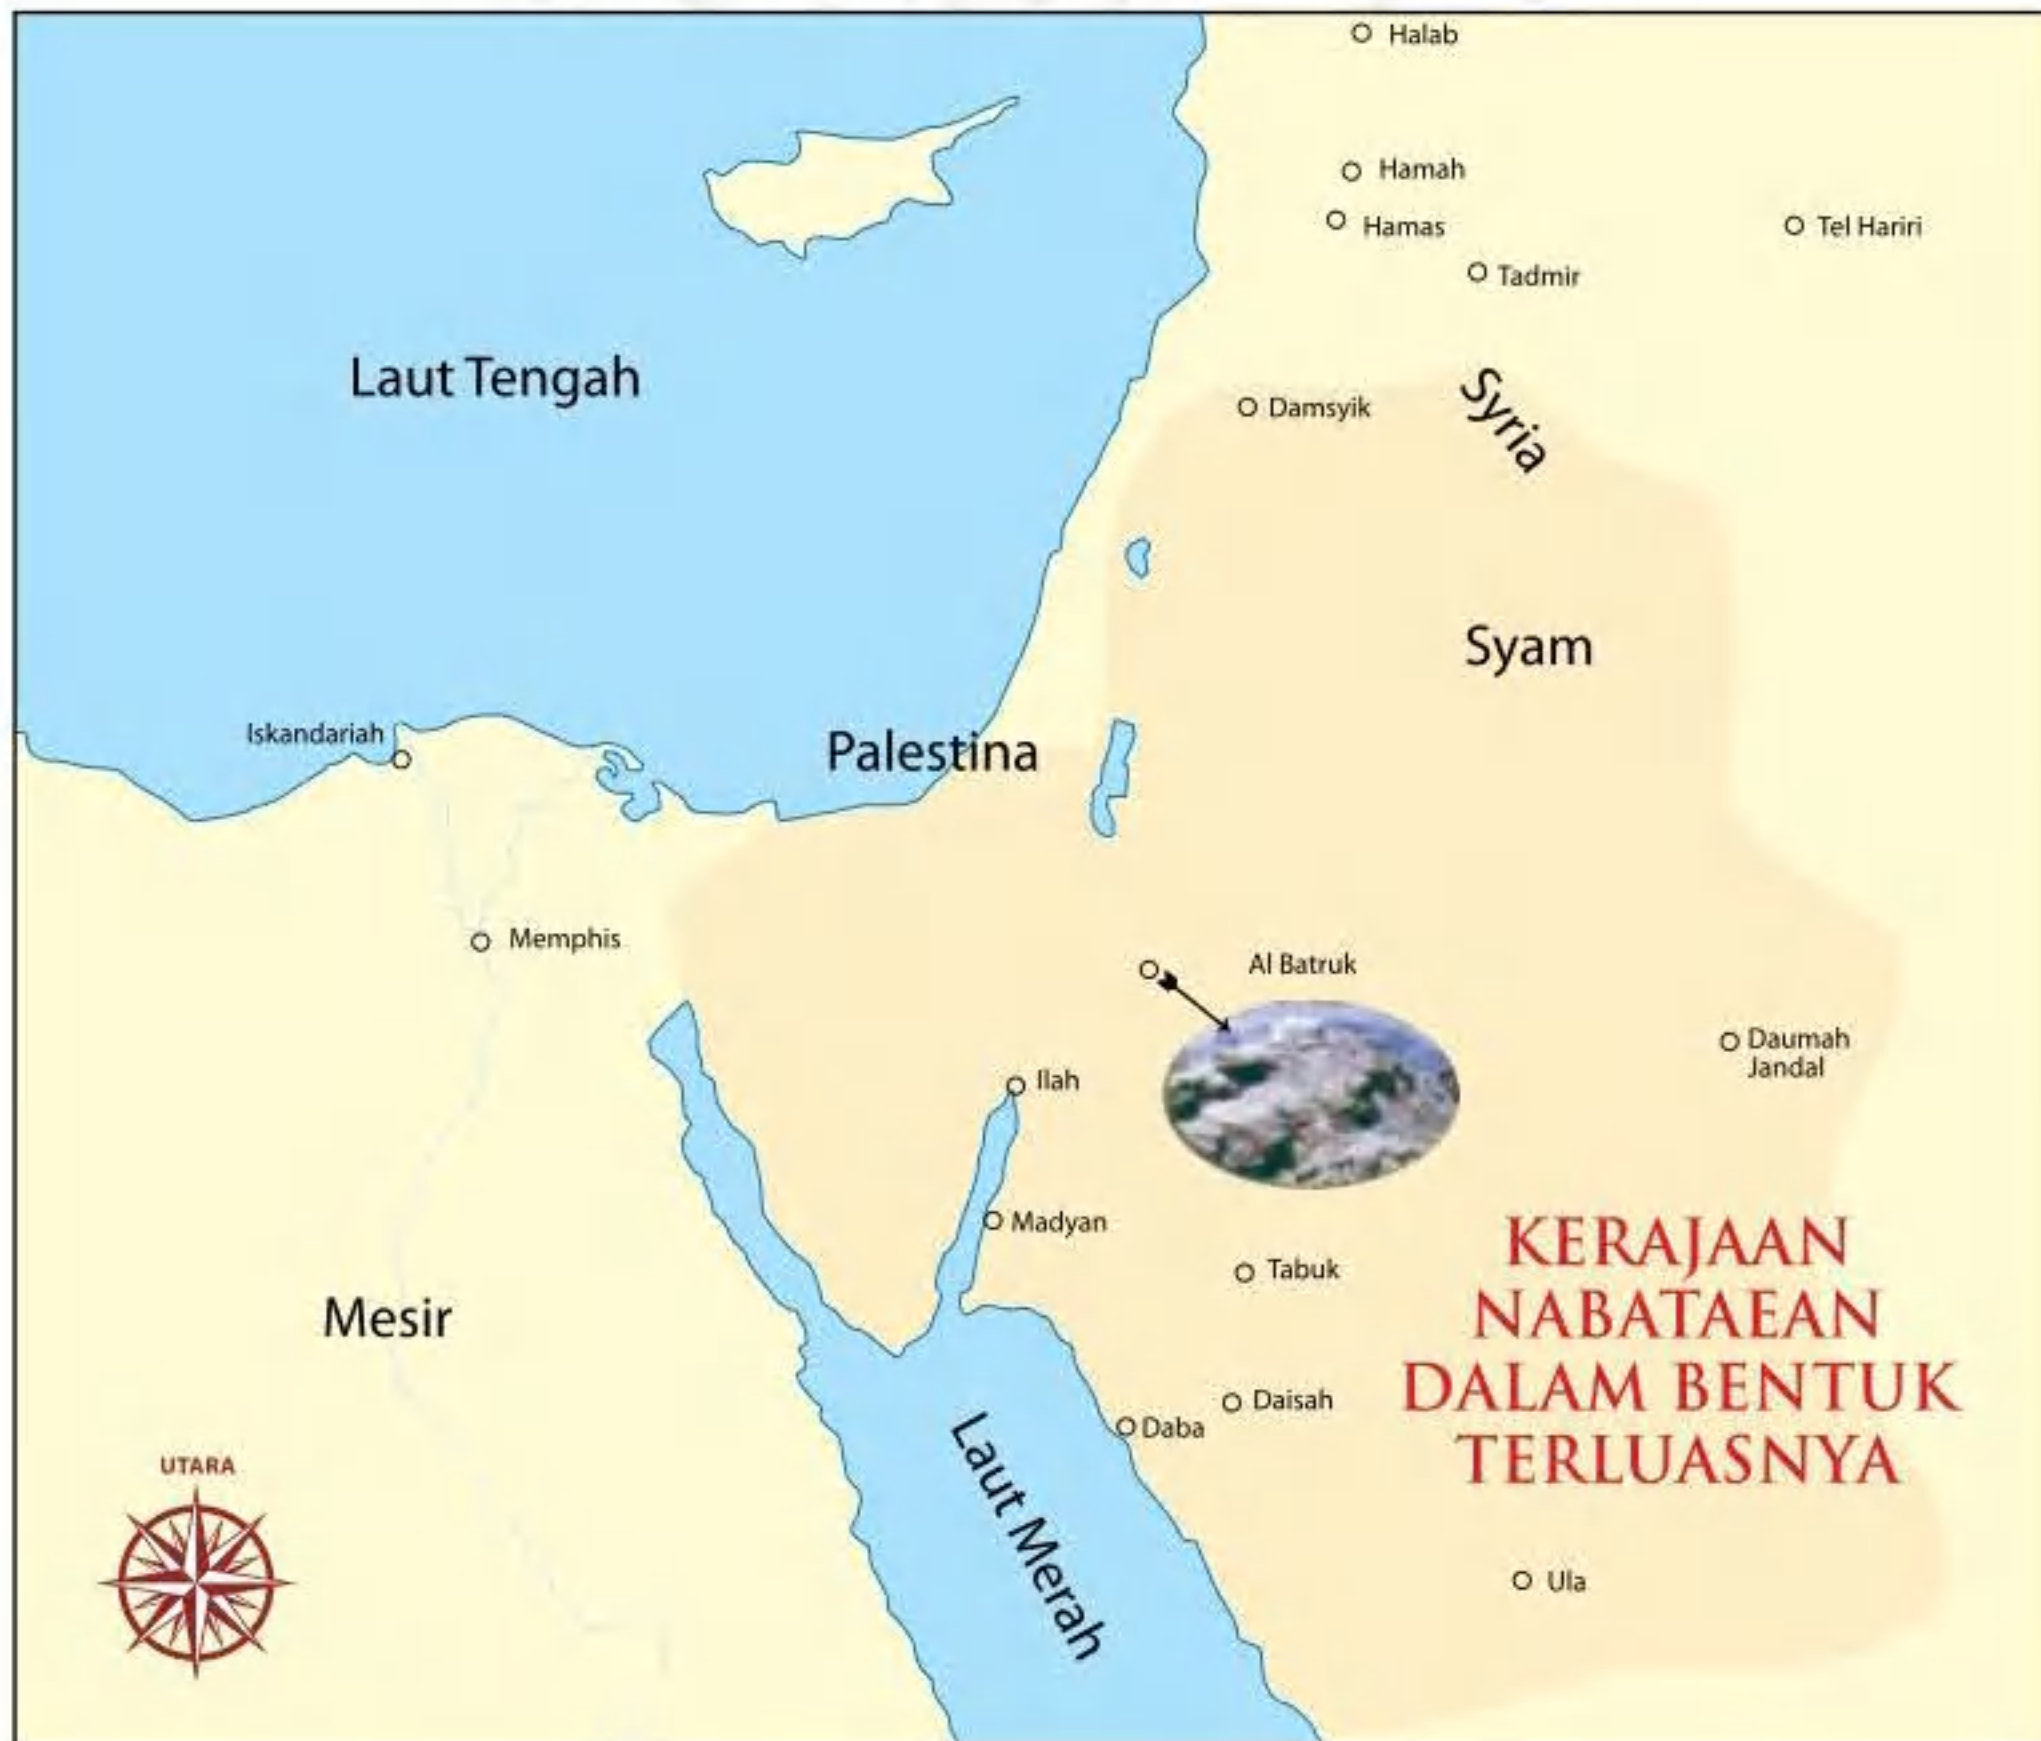 Halab
Hamah
Hamas
Tel Hariri
Tadmir
Laut Tengah
Syria
Damsyik
Syam
Iskandariah
Palestina
Memphis
Al Batruk
Daumah
Jandal
Ilah
Madyan
Tabuk
Mesir
KERAJAAN
NABATAEAN
DALAM BENTUK
TERLUASNYA
Daisah
Daba
Laut Merah
UTARA
Ula